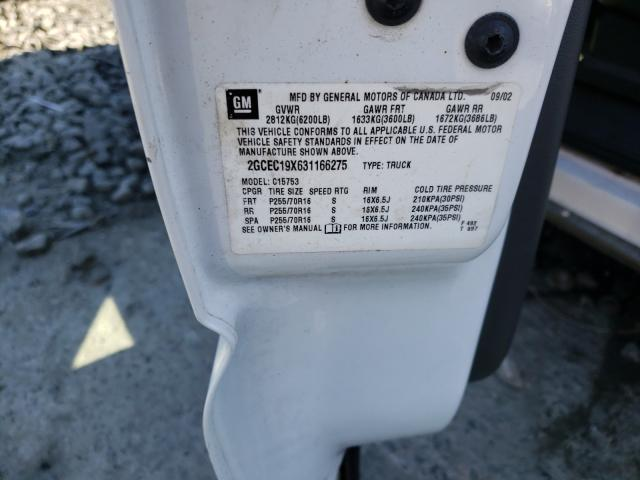 GM MFD BY GENERAL MOTORS OF CANADA LTD. 09/02
GVWR GAWR FRT GAWR RR
2812KG(6200LB) 1633KG(3600LB) 1672KG(3686LB)
THIS VEHICLE CONFORMS TO ALL APPLICABLE U.S. FEDERAL MOTOR
VEHICLE SAFETY STANDARDS IN EFFECT ON THE DATE OF
MANUFACTURE SHOWN ABOVE.
2GCEC19X631166275 TYPE: TRUCK
MODEL: C15753
CPGR TIRE SIZE SPEED RTG RIM COLD TIRE PRESSURE
FRT P255/70R16 S 16X6.5J 210KPA(30PSI)
RR P255/70R16 S 16X6.5J 240KPA(35PSI)
SPA P255/70R16 S 16X6.5J 240KPA(35PSI)
SEE OWNER'S MANUAL FOR MORE INFORMATION.
F 492
T 897